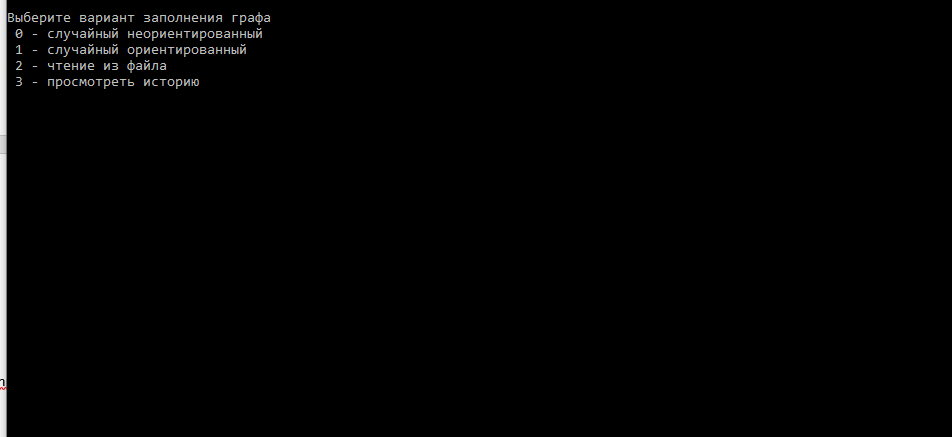 Выберите вариант заполнения графа
0 - случайный неориентированный
1 - случайный ориентированный
2 - чтение из файла
3 - просмотреть историю